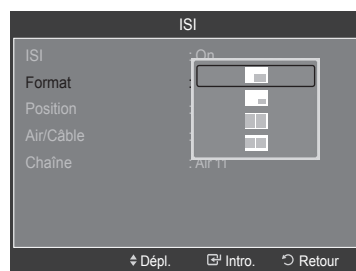 ISI
ISI : On
Format :
Position :
Air/Câble :
Chaîne : Air 11
Dépl. Intro. Retour